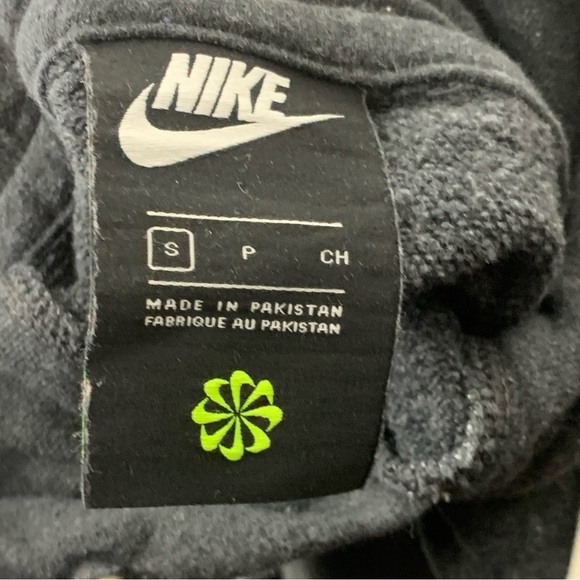 NIKE
S P CH
MADE IN PAKISTAN
FABRIQUE AU PAKISTAN